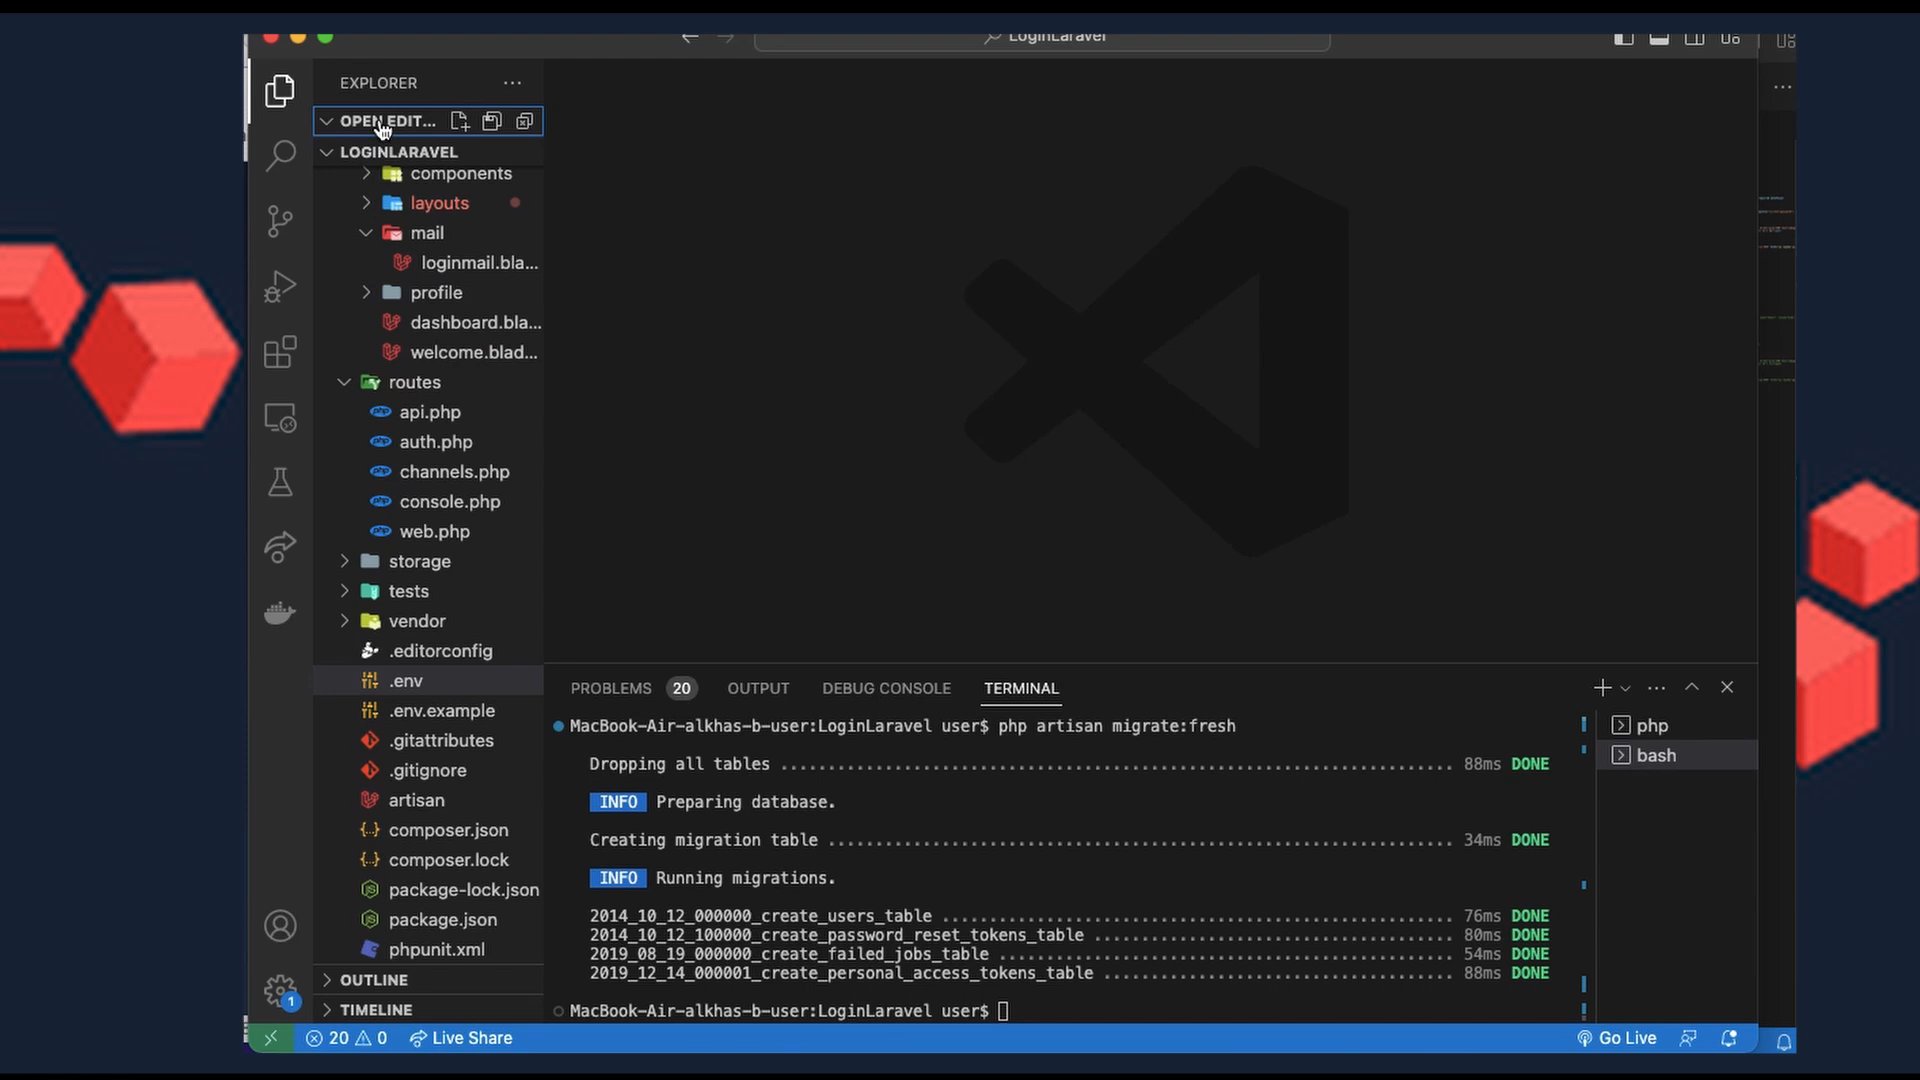 LoginLaravel
EXPLORER
OPEN EDIT...
LOGINLARAVEL
components
layouts
mail
loginmail.bla...
profile
dashboard.bla...
welcome.blad...
routes
api.php
auth.php
channels.php
console.php
web.php
storage
tests
vendor
.editorconfig
.env
.env.example
.gitattributes
.gitignore
artisan
composer.json
composer.lock
package-lock.json
package.json
phpunit.xml
OUTLINE
TIMELINE
PROBLEMS 20 OUTPUT DEBUG CONSOLE TERMINAL
MacBook-Air-alkhas-b-user:LoginLaravel user$ php artisan migrate:fresh
Dropping all tables ....................................................................... 88ms DONE
INFO Preparing database.
Creating migration table .................................................................. 34ms DONE
INFO Running migrations.
2014_10_12_000000_create_users_table ...................................................... 76ms DONE
2014_10_12_100000_create_password_reset_tokens_table ...................................... 80ms DONE
2019_08_19_000000_create_failed_jobs_table ................................................ 54ms DONE
2019_12_14_000001_create_personal_access_tokens_table ..................................... 88ms DONE
MacBook-Air-alkhas-b-user:LoginLaravel user$
php
bash
1
20 0 Live Share
Go Live